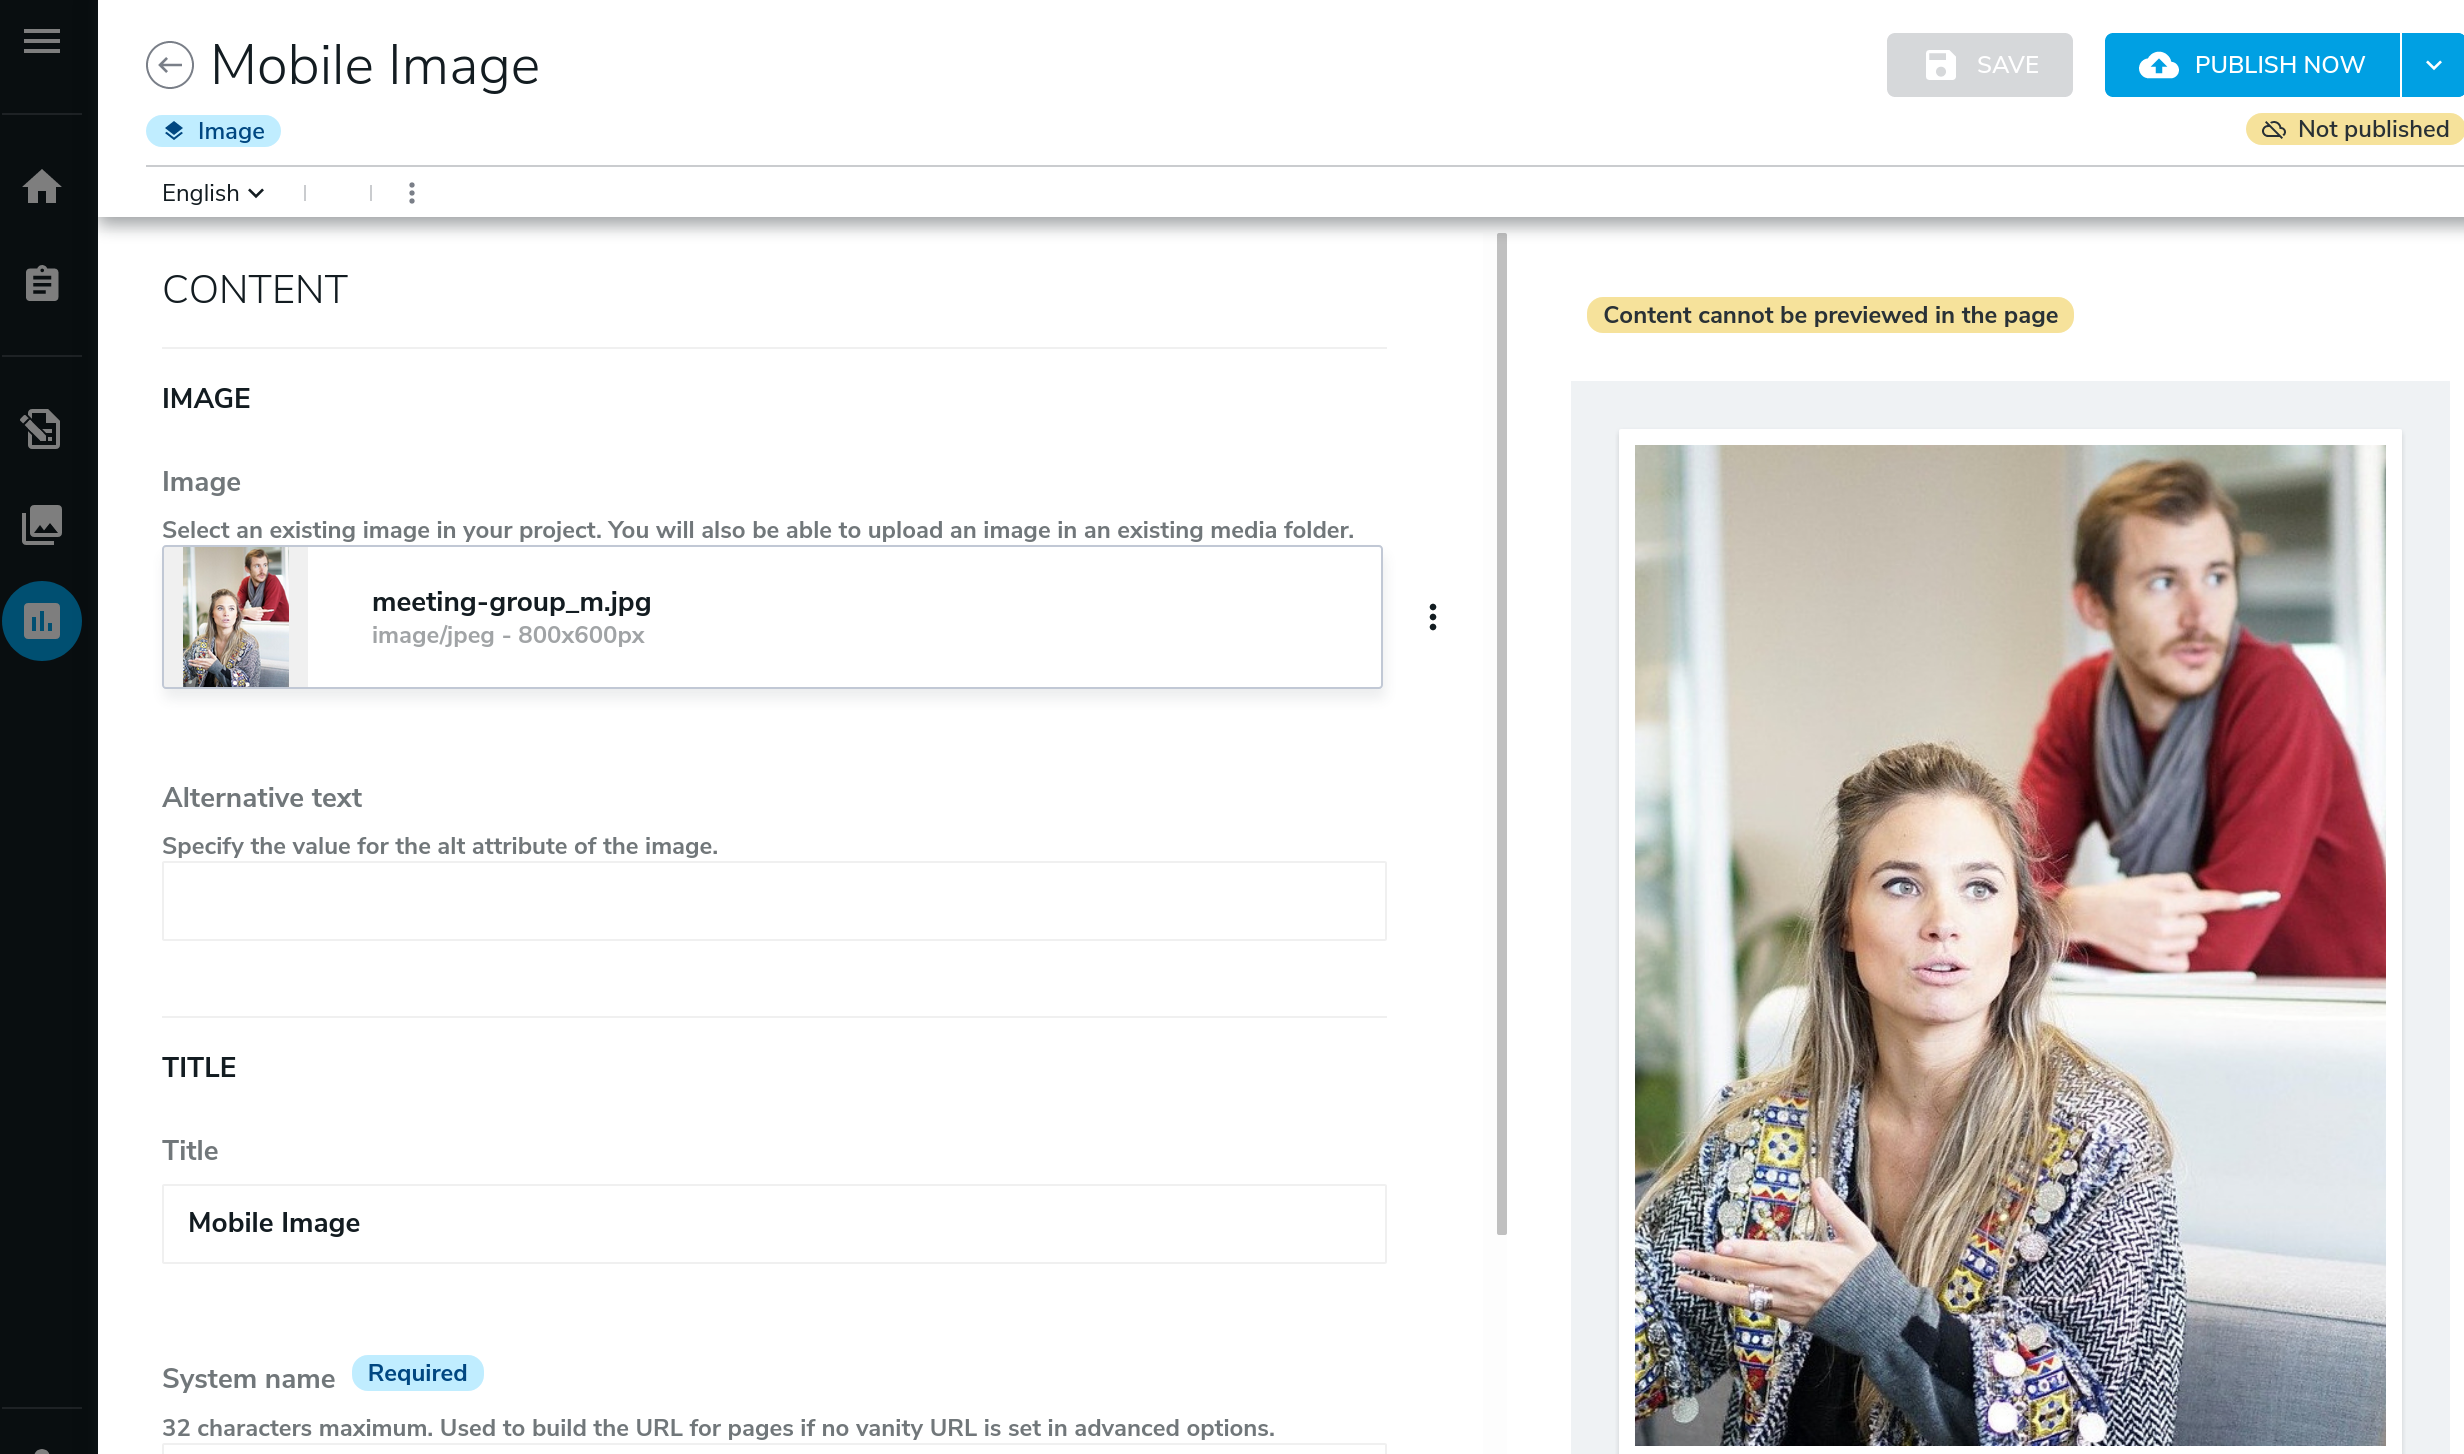 Mobile Image
SAVE
PUBLISH NOW
Image
Not published
English
CONTENT
Content cannot be previewed in the page
IMAGE
Image
Select an existing image in your project. You will also be able to upload an image in an existing media folder.
meeting-group_m.jpg
image/jpeg - 800x600px
Alternative text
Specify the value for the alt attribute of the image.
TITLE
Title
Mobile Image
System name Required
32 characters maximum. Used to build the URL for pages if no vanity URL is set in advanced options.